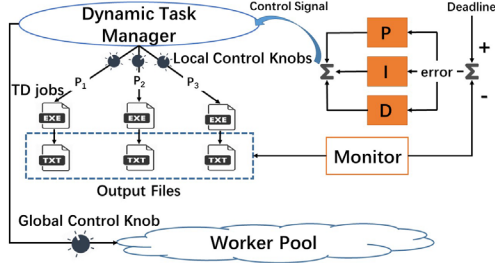 Dynamic Task
Manager
Control Signal
Deadline
P
I
D
Σ
error
Σ
+
-
Local Control Knobs
TD jobs
P1
P2
P3
EXE
EXE
EXE
TXT
TXT
TXT
Monitor
Output Files
Global Control Knob
Worker Pool